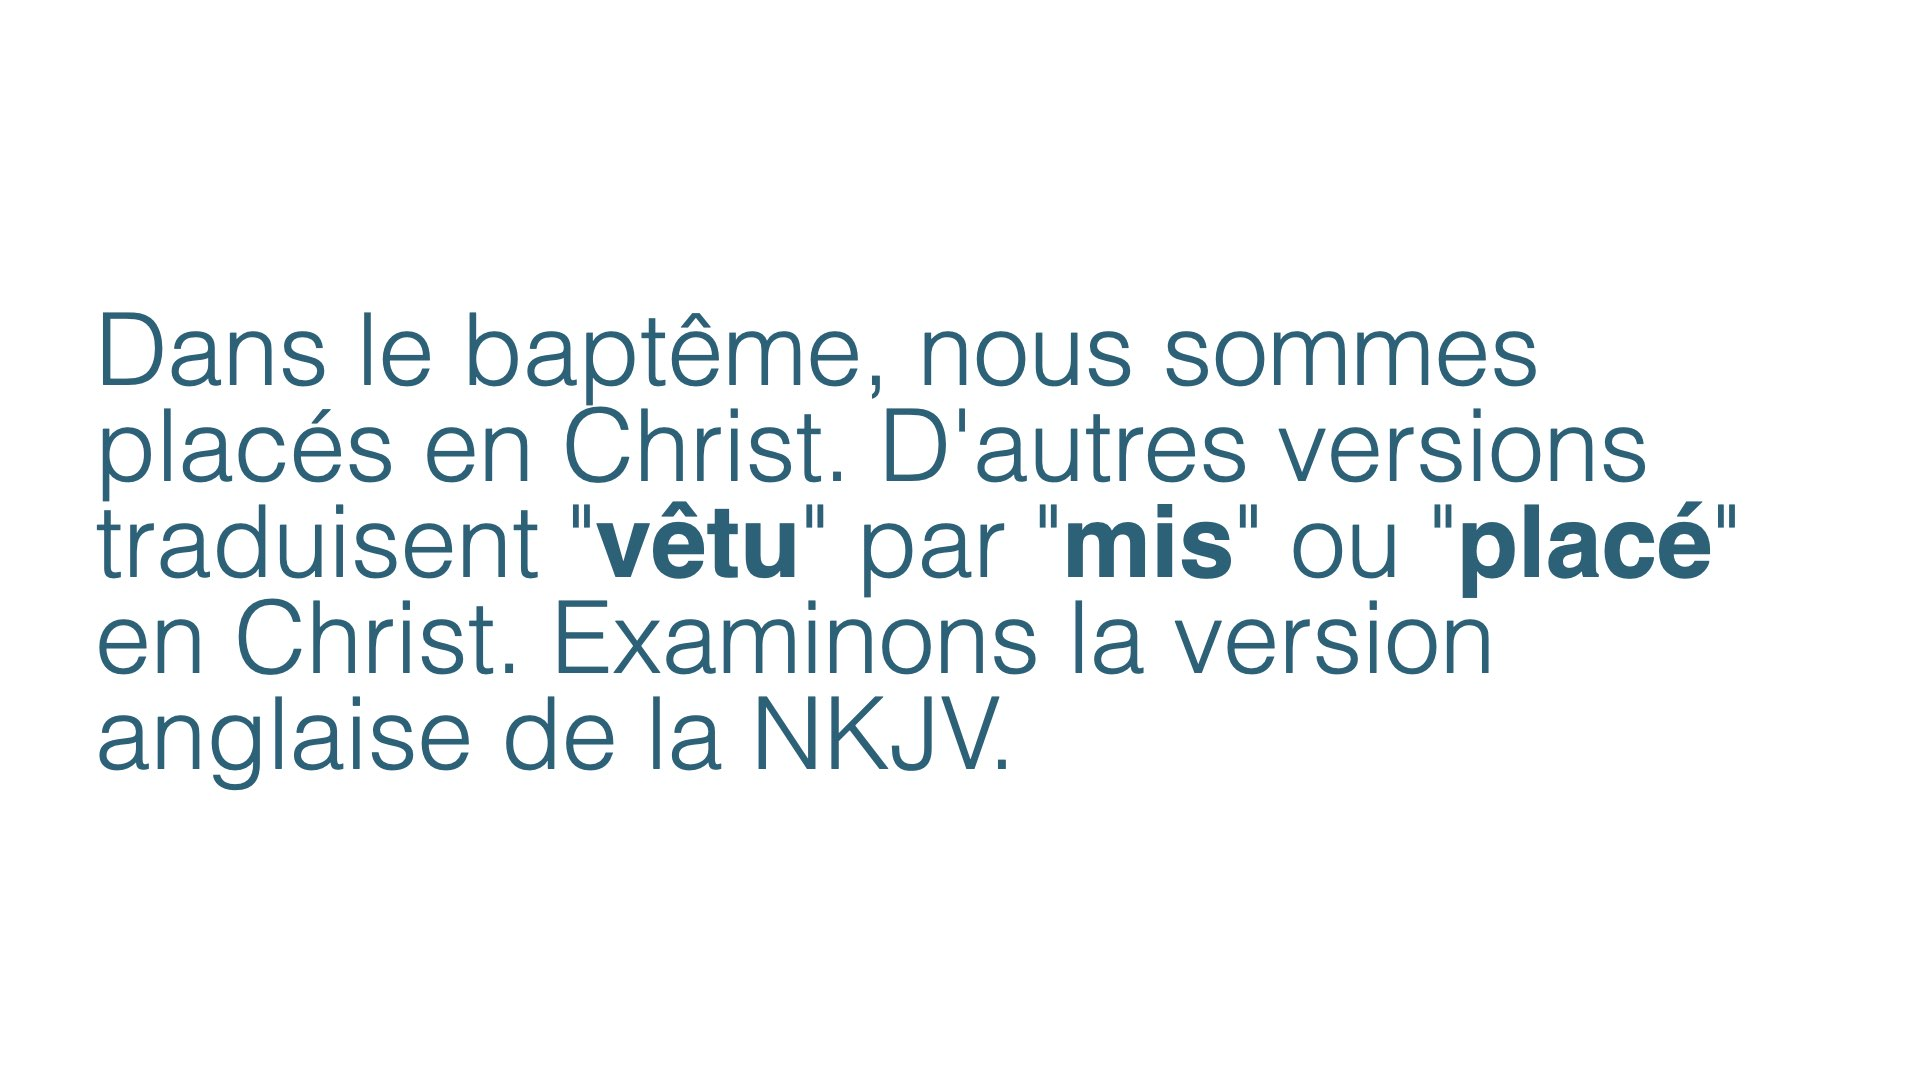 Dans le baptême, nous sommes
placés en Christ. D'autres versions
traduisent "vêtu" par "mis" ou "placé"
en Christ. Examinons la version
anglaise de la NKJV.